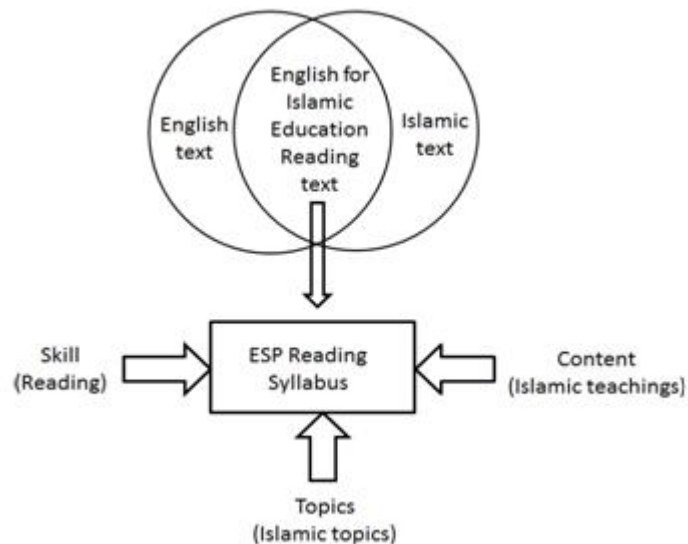 English
text
English for
Islamic
Education
Reading
text
Islamic
text
Skill
(Reading)
ESP Reading
Syllabus
Content
(Islamic teachings)
Topics
(Islamic topics)